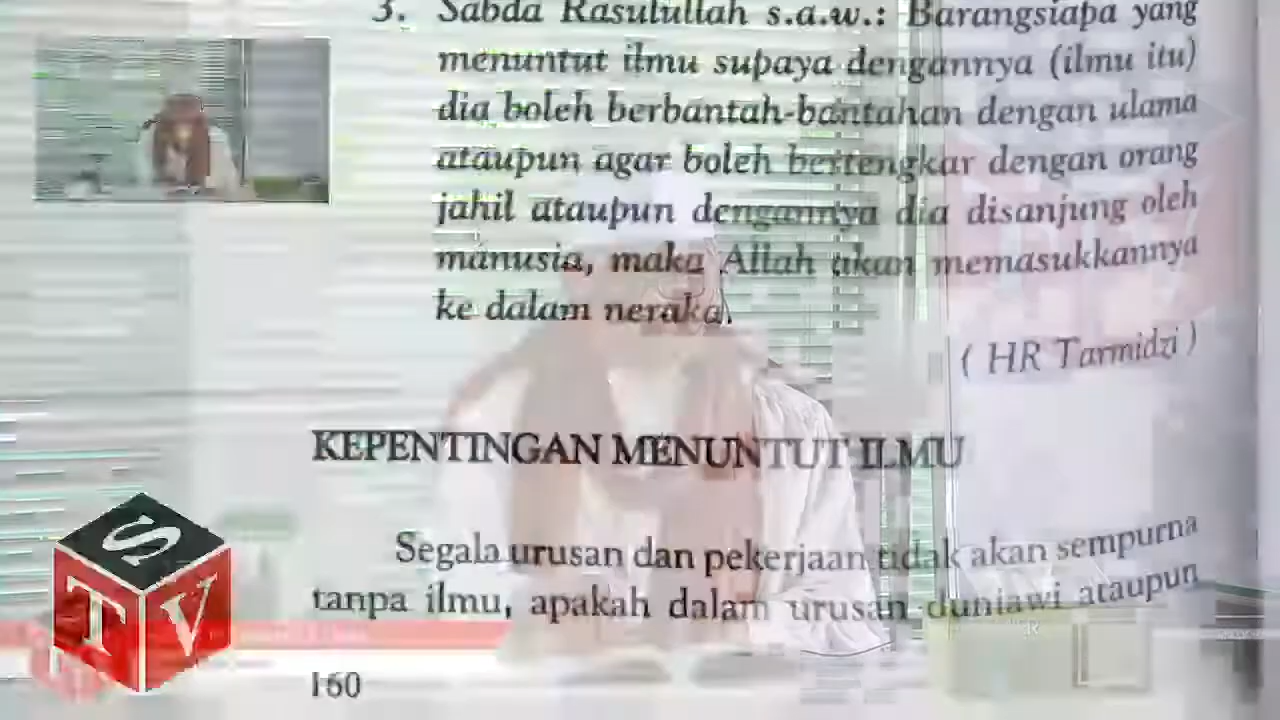 3. Sabda Rasulullah s.a.w.: Barangsiapa yang
menuntut ilmu supaya dengannya (ilmu itu)
dia boleh berbantah-bantahan dengan ulama
ataupun agar boleh bertengkar dengan orang
jahil ataupun dengannya dia disanjung oleh
manusia, maka Allah akan memasukkannya
ke dalam neraka.
( HR Tarmidzi )
KEPENTINGAN MENUNTUT ILMU
Segala urusan dan pekerjaan tidak akan sempurna
tanpa ilmu, apakah dalam urusan duniawi ataupun
160
S
TV